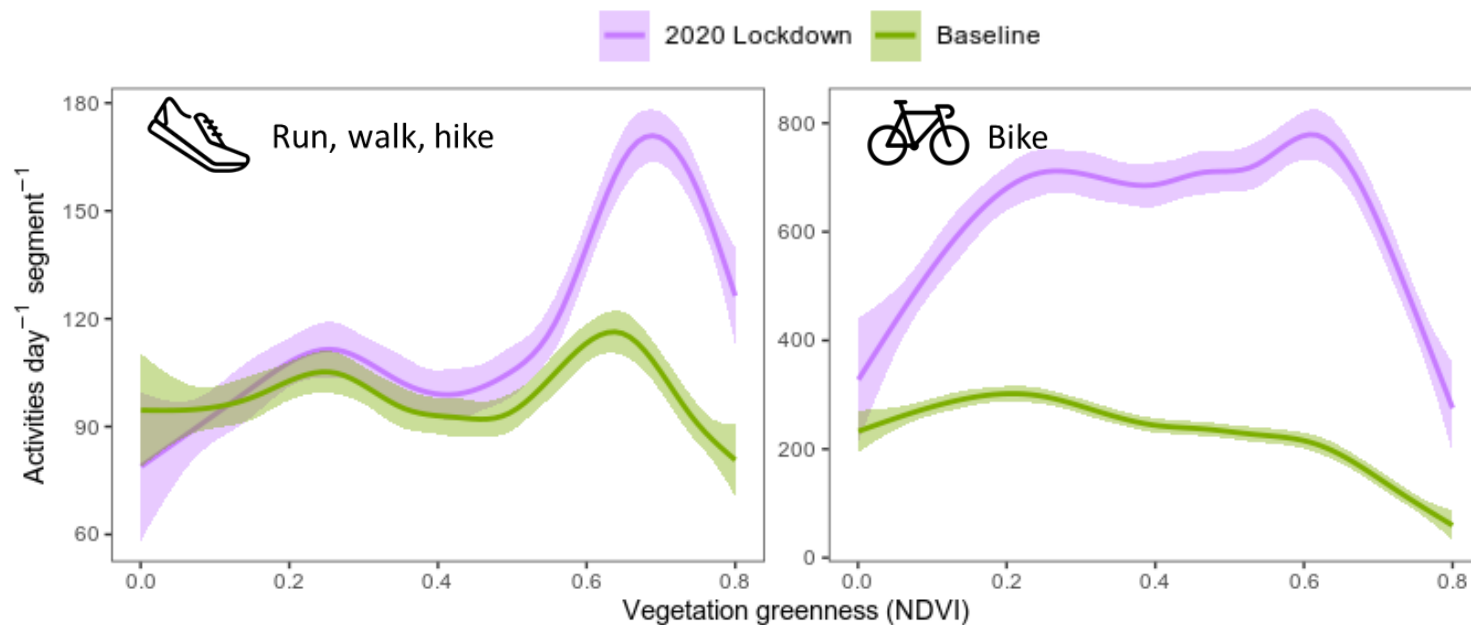 2020 Lockdown Baseline
Run, walk, hike
Bike
Activities day⁻¹ segment⁻¹
180
150
120
90
60
800
600
400
200
0
0.0 0.2 0.4 0.6 0.8
0.0 0.2 0.4 0.6 0.8
Vegetation greenness (NDVI)